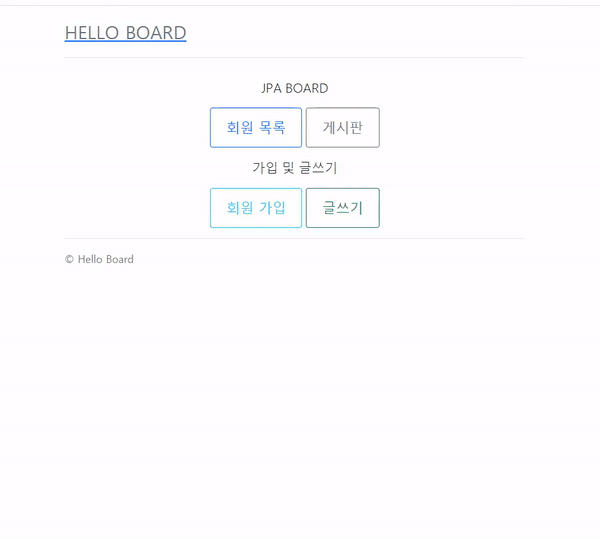 HELLO BOARD
JPA BOARD
회원 목록 게시판
가입 및 글쓰기
회원 가입 글쓰기
© Hello Board